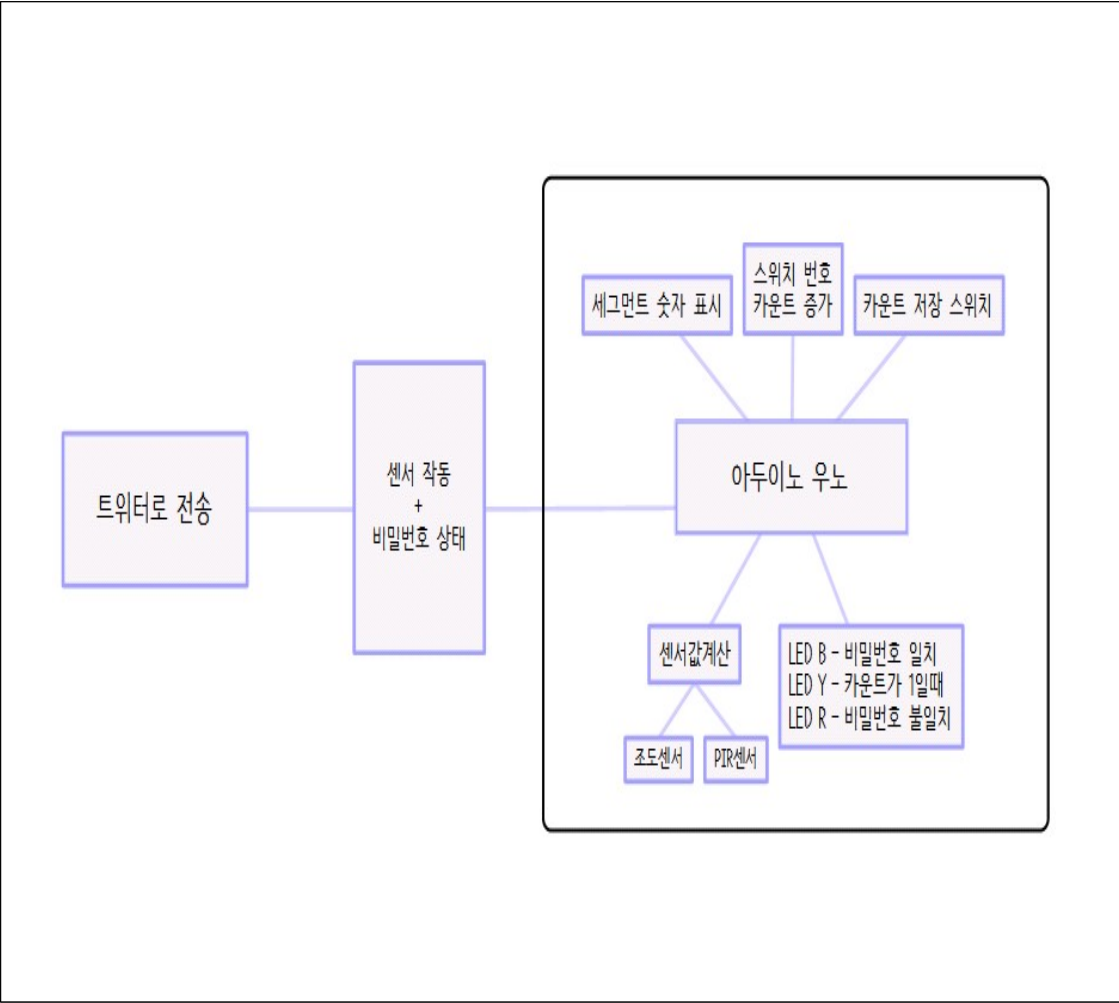 스위치 번호
카운트 증가
세그먼트 숫자 표시
카운트 저장 스위치
아두이노 우노
센서 작동
+
비밀번호 상태
트위터로 전송
센서값계산
LED B - 비밀번호 일치
LED Y - 카운트가 1일때
LED R - 비밀번호 불일치
조도센서
PIR센서